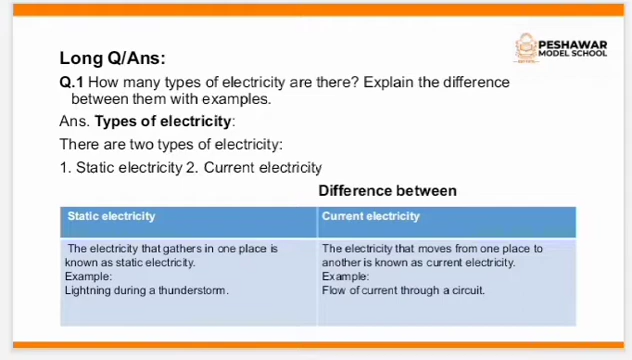 PESHAWAR
MODEL SCHOOL
Long Q/Ans:
Q.1 How many types of electricity are there? Explain the difference
between them with examples.
Ans. Types of electricity:
There are two types of electricity:
1. Static electricity 2. Current electricity
Difference between
Static electricity
The electricity that gathers in one place is
known as static electricity.
Example:
Lightning during a thunderstorm.
Current electricity
The electricity that moves from one place to
another is known as current electricity.
Example:
Flow of current through a circuit.